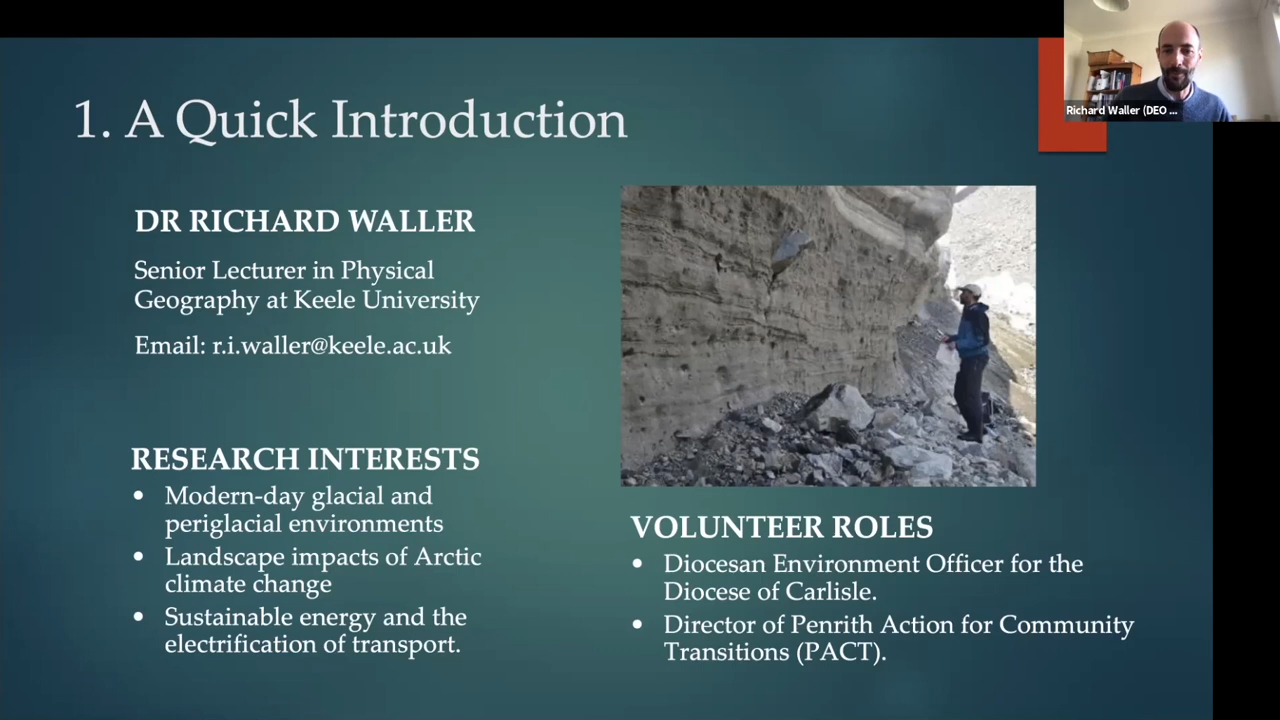 1. A Quick Introduction
Richard Waller (DEO ...
DR RICHARD WALLER
Senior Lecturer in Physical
Geography at Keele University
Email: r.i.waller@keele.ac.uk
RESEARCH INTERESTS
• Modern-day glacial and
periglacial environments
• Landscape impacts of Arctic
climate change
• Sustainable energy and the
electrification of transport.
VOLUNTEER ROLES
• Diocesan Environment Officer for the
Diocese of Carlisle.
• Director of Penrith Action for Community
Transitions (PACT).